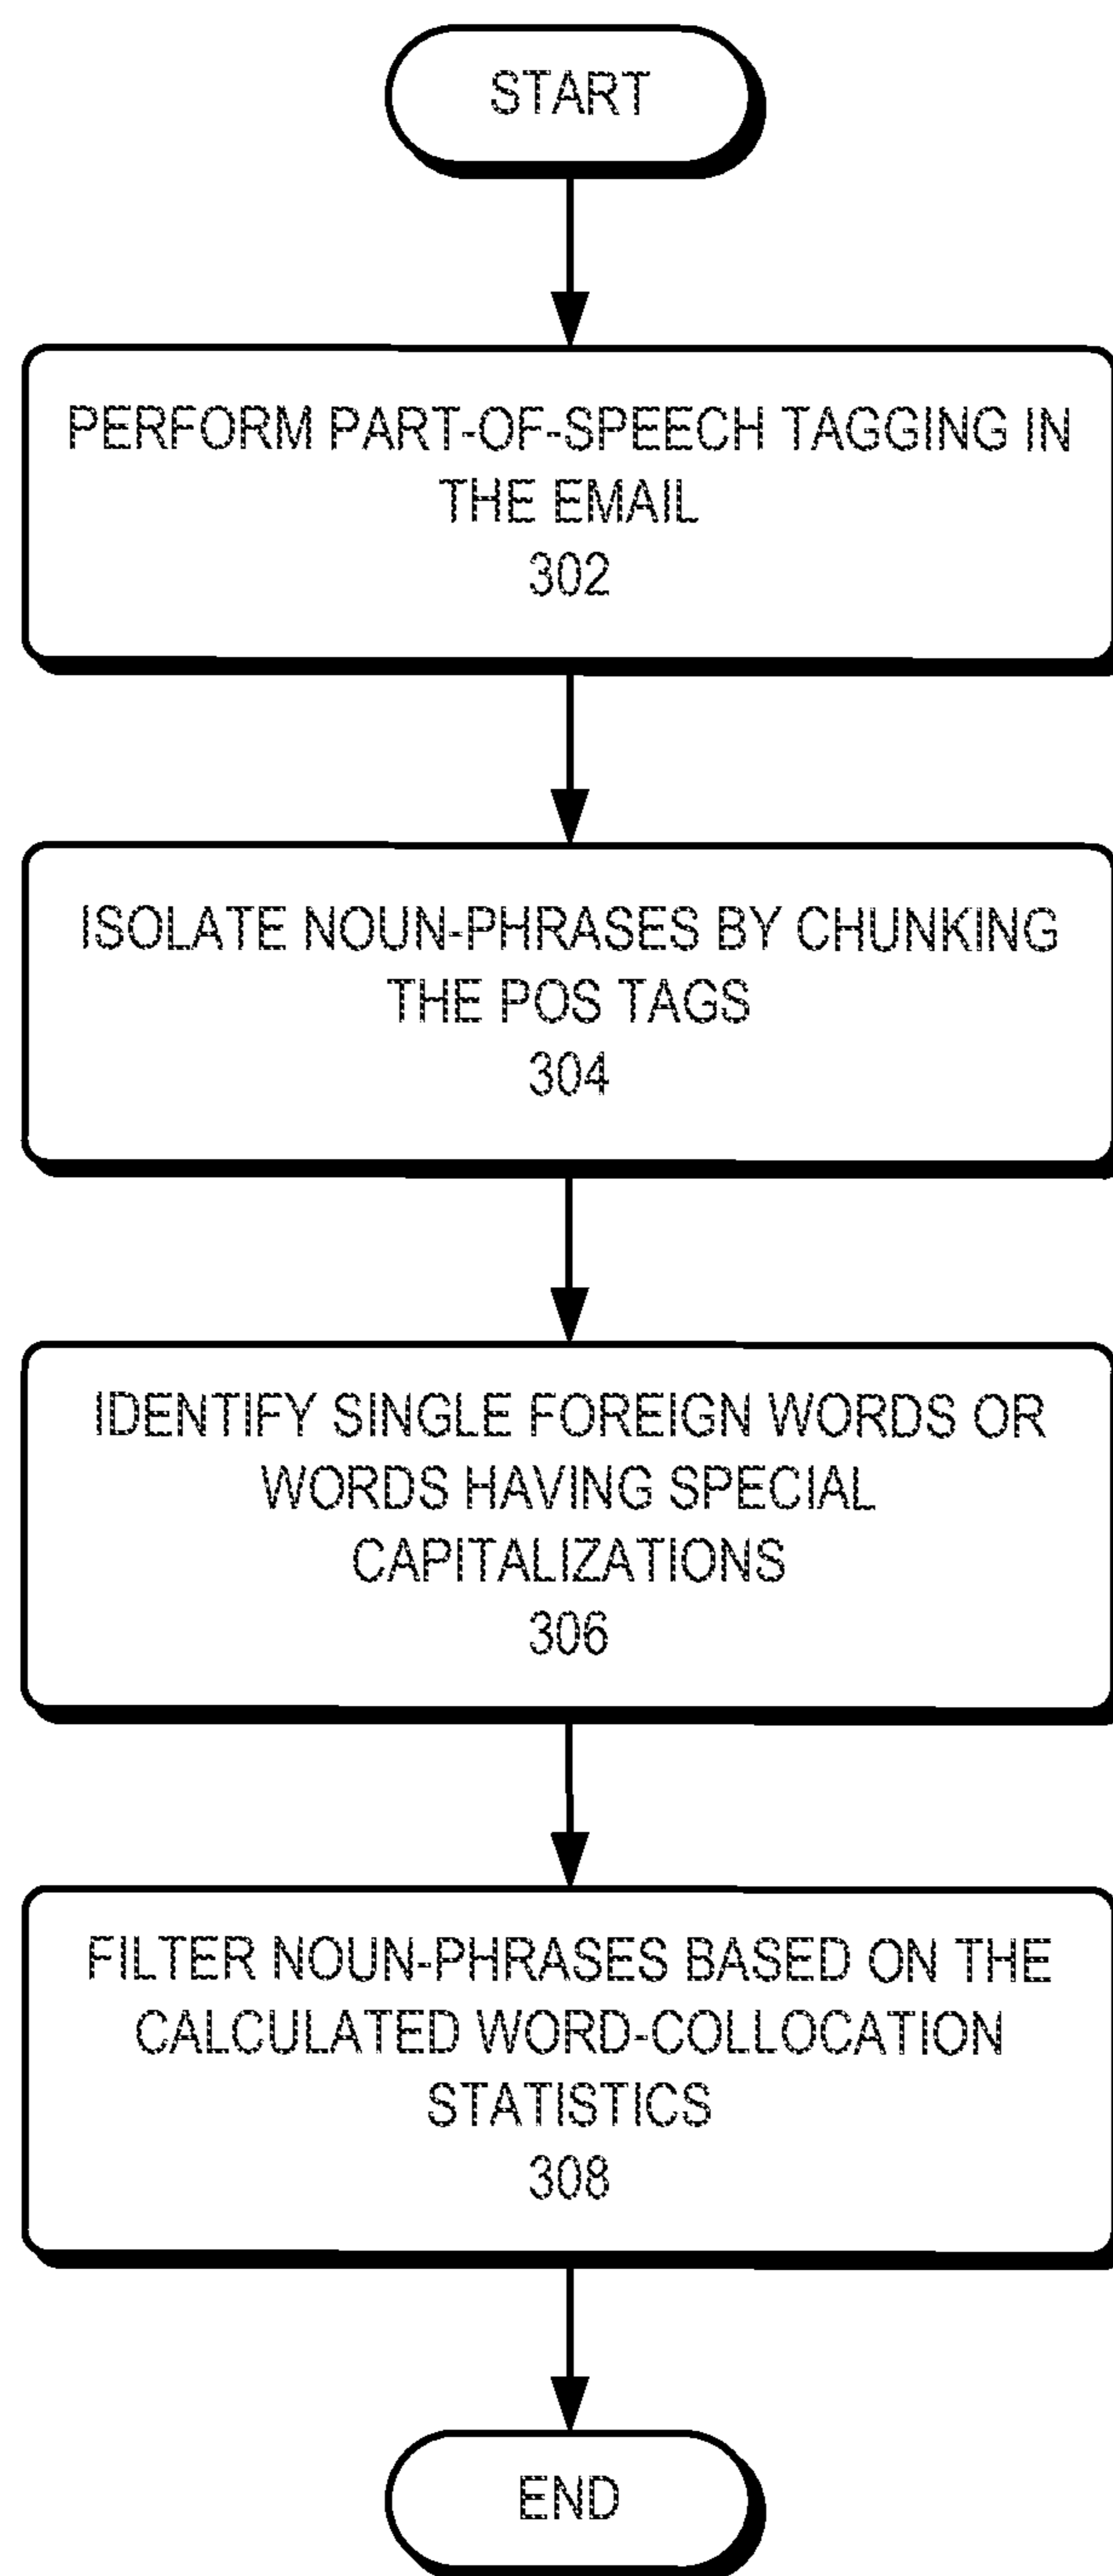 START
PERFORM PART-OF-SPEECH TAGGING IN
THE EMAIL
302
ISOLATE NOUN-PHRASES BY CHUNKING
THE POS TAGS
304
IDENTIFY SINGLE FOREIGN WORDS OR
WORDS HAVING SPECIAL
CAPITALIZATIONS
306
FILTER NOUN-PHRASES BASED ON THE
CALCULATED WORD-COLLOCATION
STATISTICS
308
END